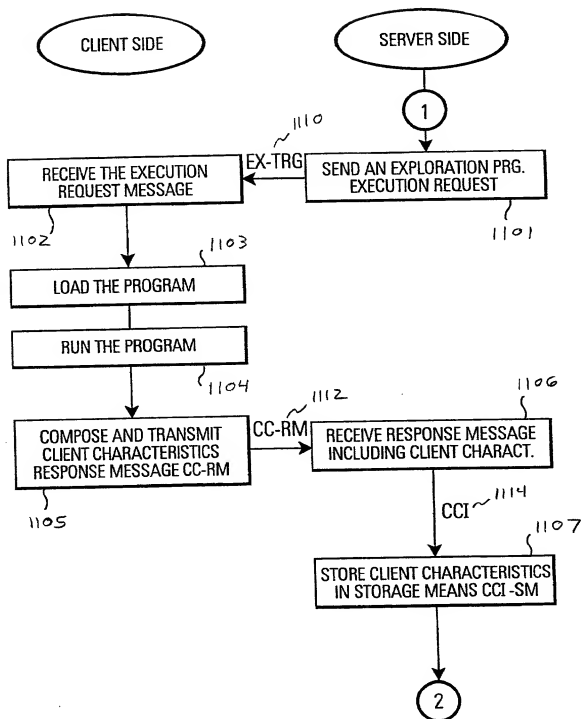 CLIENT SIDE
SERVER SIDE
1
1110
EX-TRG
RECEIVE THE EXECUTION
REQUEST MESSAGE
SEND AN EXPLORATION PRG.
EXECUTION REQUEST
1102
1101
1103
LOAD THE PROGRAM
RUN THE PROGRAM
1104
1112
1106
CC-RM
COMPOSE AND TRANSMIT
CLIENT CHARACTERISTICS
RESPONSE MESSAGE CC-RM
RECEIVE RESPONSE MESSAGE
INCLUDING CLIENT CHARACT.
1105
CCI
1114
1107
STORE CLIENT CHARACTERISTICS
IN STORAGE MEANS CCI-SM
2